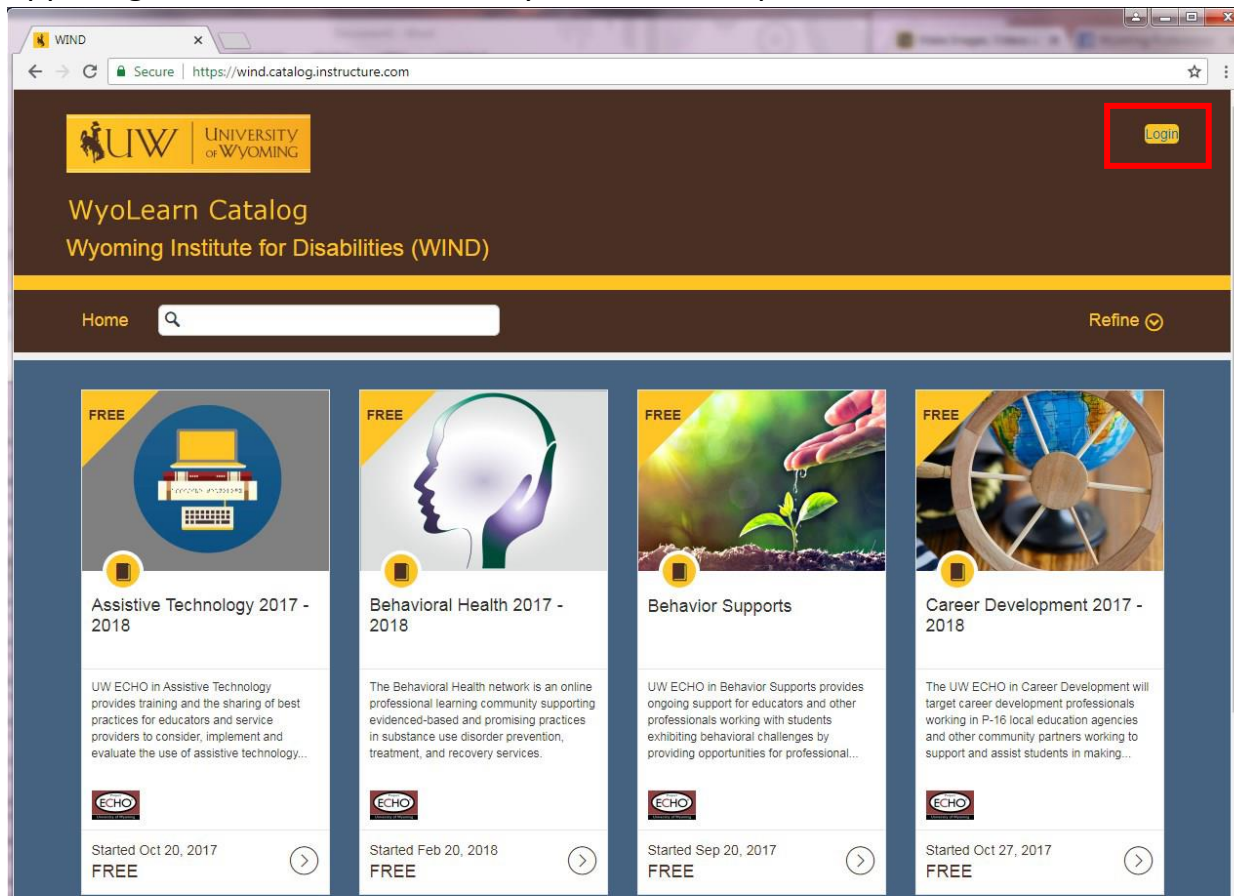 WIND
Secure | https://wind.catalog.instructure.com
UW UNIVERSITY OF WYOMING
Login
WyoLearn Catalog
Wyoming Institute for Disabilities (WIND)
Home
Refine
FREE
FREE
FREE
FREE
Assistive Technology 2017 -
2018
UW ECHO in Assistive Technology
provides training and the sharing of best
practices for educators and service
providers to consider, implement and
evaluate the use of assistive technology...
ECHO
Started Oct 20, 2017
FREE
Behavioral Health 2017 -
2018
The Behavioral Health network is an online
professional learning community supporting
evidenced-based and promising practices
in substance use disorder prevention,
treatment, and recovery services.
ECHO
Started Feb 20, 2018
FREE
Behavior Supports
UW ECHO in Behavior Supports provides
ongoing support for educators and other
professionals working with students
exhibiting behavioral challenges by
providing opportunities for professional...
ECHO
Started Sep 20, 2017
FREE
Career Development 2017 -
2018
The UW ECHO in Career Development will
target career development professionals
working in P-16 local education agencies
and other community partners working to
support and assist students in making...
ECHO
Started Oct 27, 2017
FREE